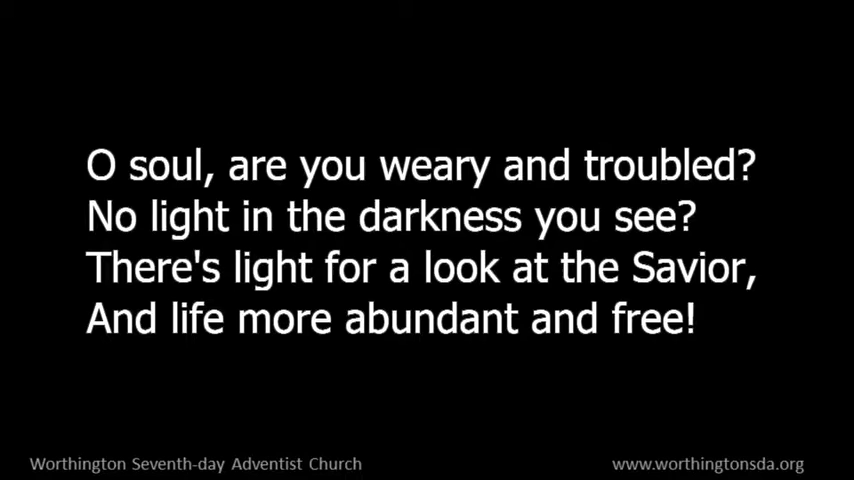 O soul, are you weary and troubled?
No light in the darkness you see?
There's light for a look at the Savior,
And life more abundant and free!
Worthington Seventh-day Adventist Church
www.worthingtonsda.org